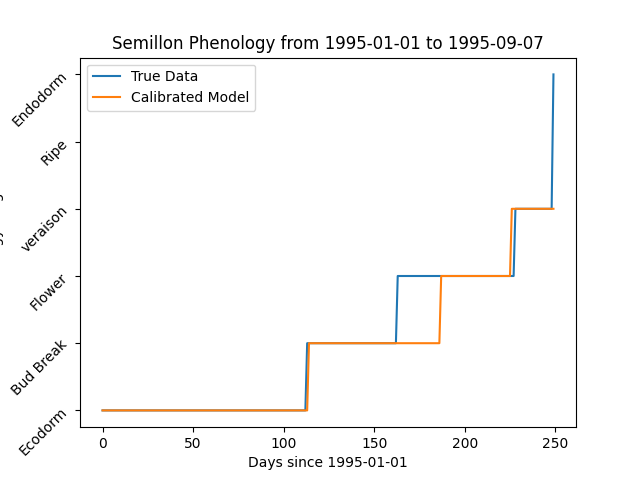 Semillon Phenology from 1995-01-01 to 1995-09-07
True Data
Calibrated Model
Endodorm
Ripe
veraison
Flower
Bud Break
Ecodorm
0 50 100 150 200 250
Days since 1995-01-01